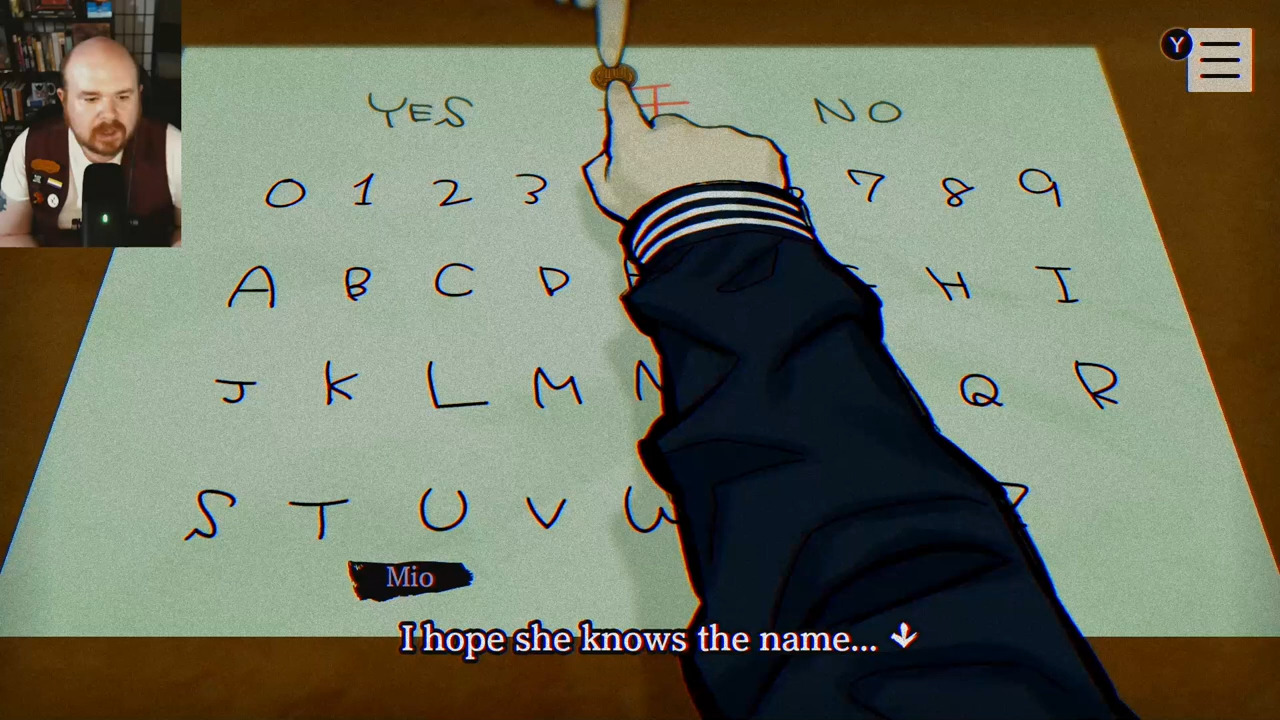 Y
YES NO
0 1 2 3 7 8 9
A B C D H I
J K L M N Q R
S T U V W
Mio
I hope she knows the name...